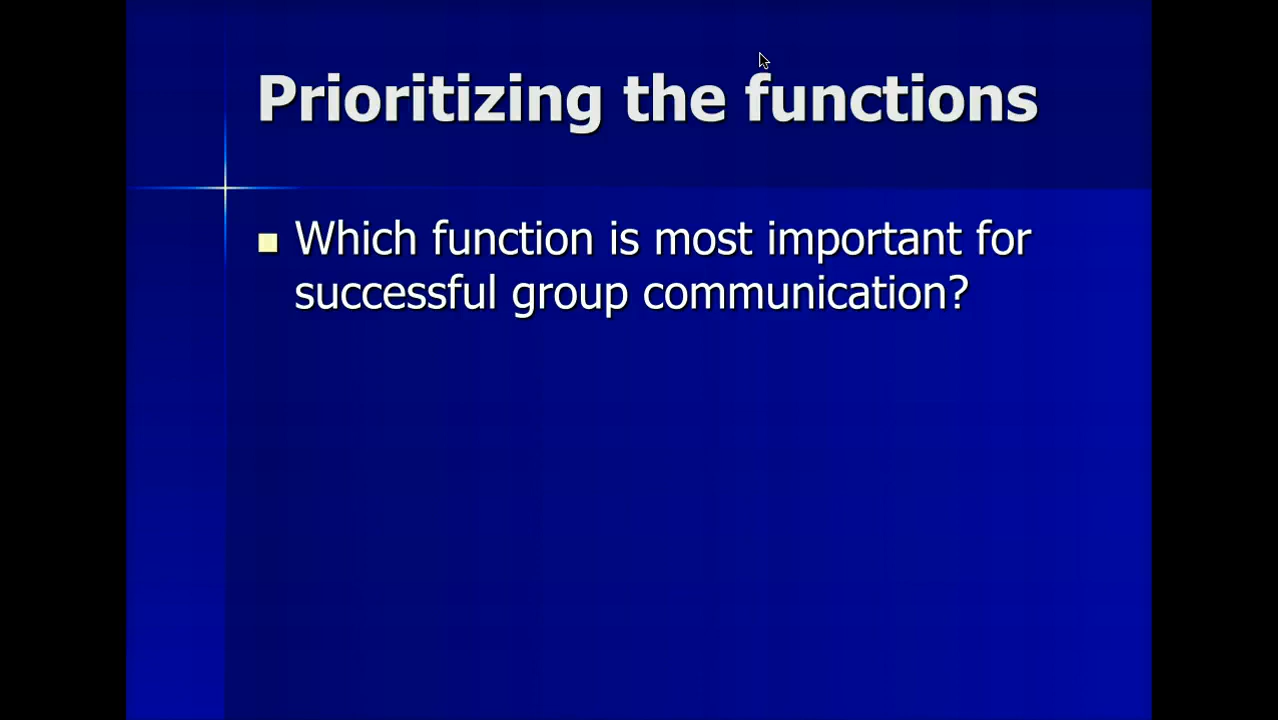 Prioritizing the functions
Which function is most important for
successful group communication?